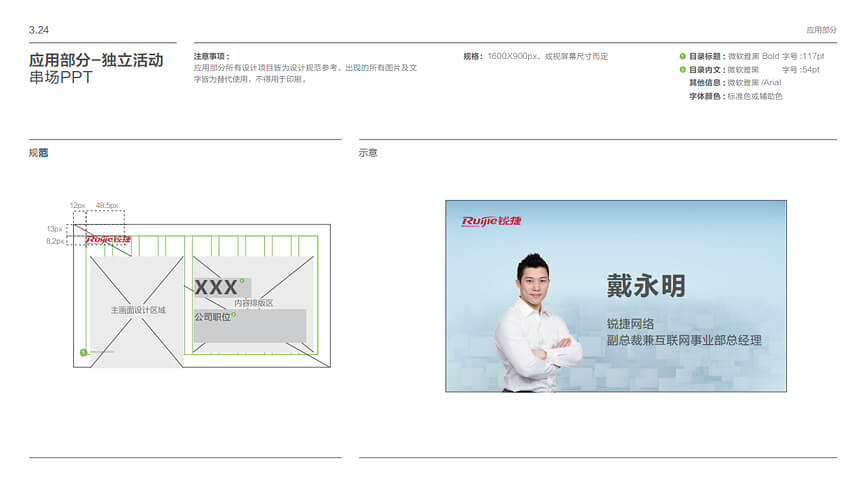 3.24
应用部分
应用部分–独立活动
串场PPT
注意事项：
应用部分所有设计项目皆为设计规范参考。出现的所有图片及文
字皆为替代使用，不得用于印刷。
规格：1600X900px，或视屏幕尺寸而定
1 目录标题：微软雅黑 Bold 字号:117pt
2 目录内文：微软雅黑 字号:54pt
其他信息：微软雅黑 /Arial
字体颜色：标准色或辅助色
规范
示意
12px 48.5px
13px
8.2px
Ruijie锐捷
XXX
主画面设计区域
内容排版区
公司职位
1
Ruijie锐捷
戴永明
锐捷网络
副总裁兼互联网事业部总经理